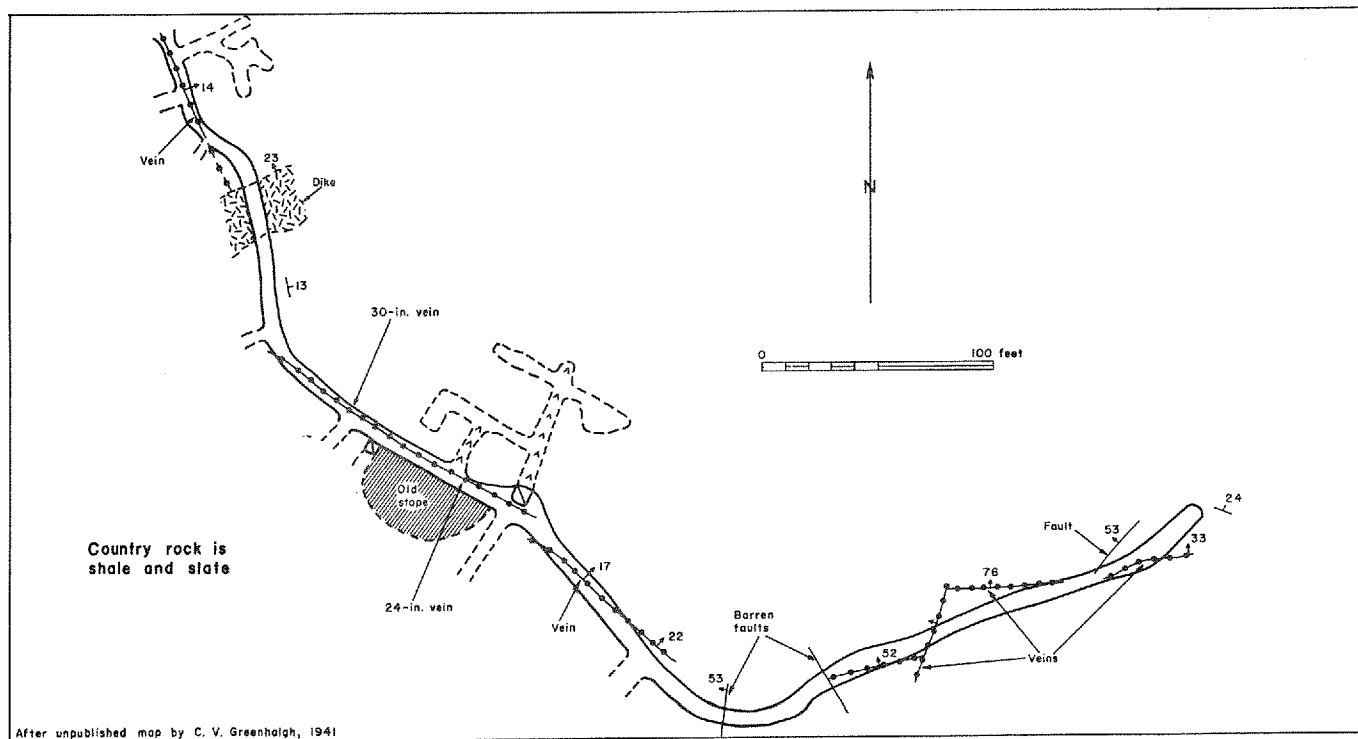 14
Vein
23
Dike
N
13
30-in. vein
0 100 feet
Old
stope
24
Fault
53
33
Country rock is
shale and slate
17
76
24-in. vein
Vein
Barren
faults
22
52
Veins
53
After unpublished map by C. V. Greenhalgh, 1941